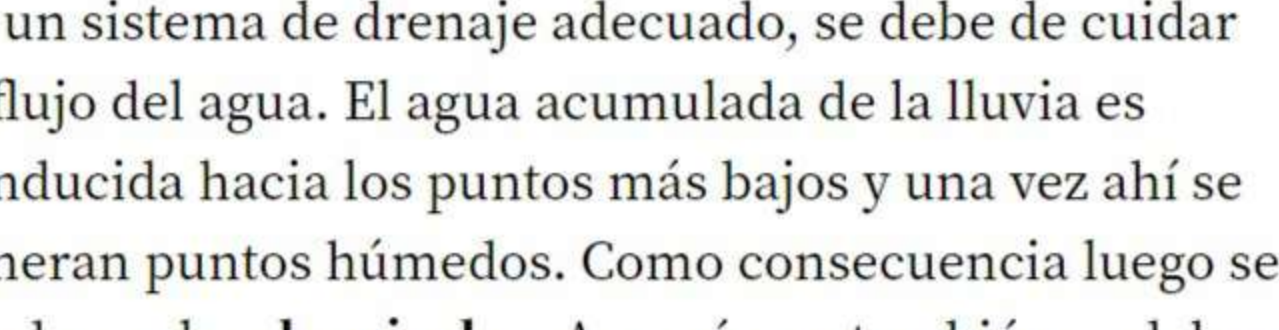 un sistema de drenaje adecuado, se debe de cuidar
flujo del agua. El agua acumulada de la lluvia es
nducida hacia los puntos más bajos y una vez ahí se
neran puntos húmedos. Como consecuencia luego se